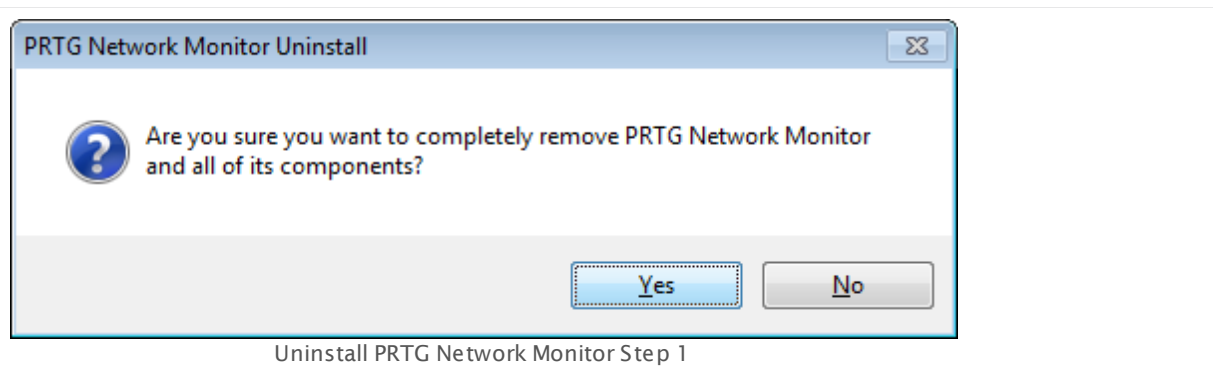 PRTG Network Monitor Uninstall
Are you sure you want to completely remove PRTG Network Monitor
and all of its components?
Yes
No
Uninstall PRTG Network Monitor Step 1